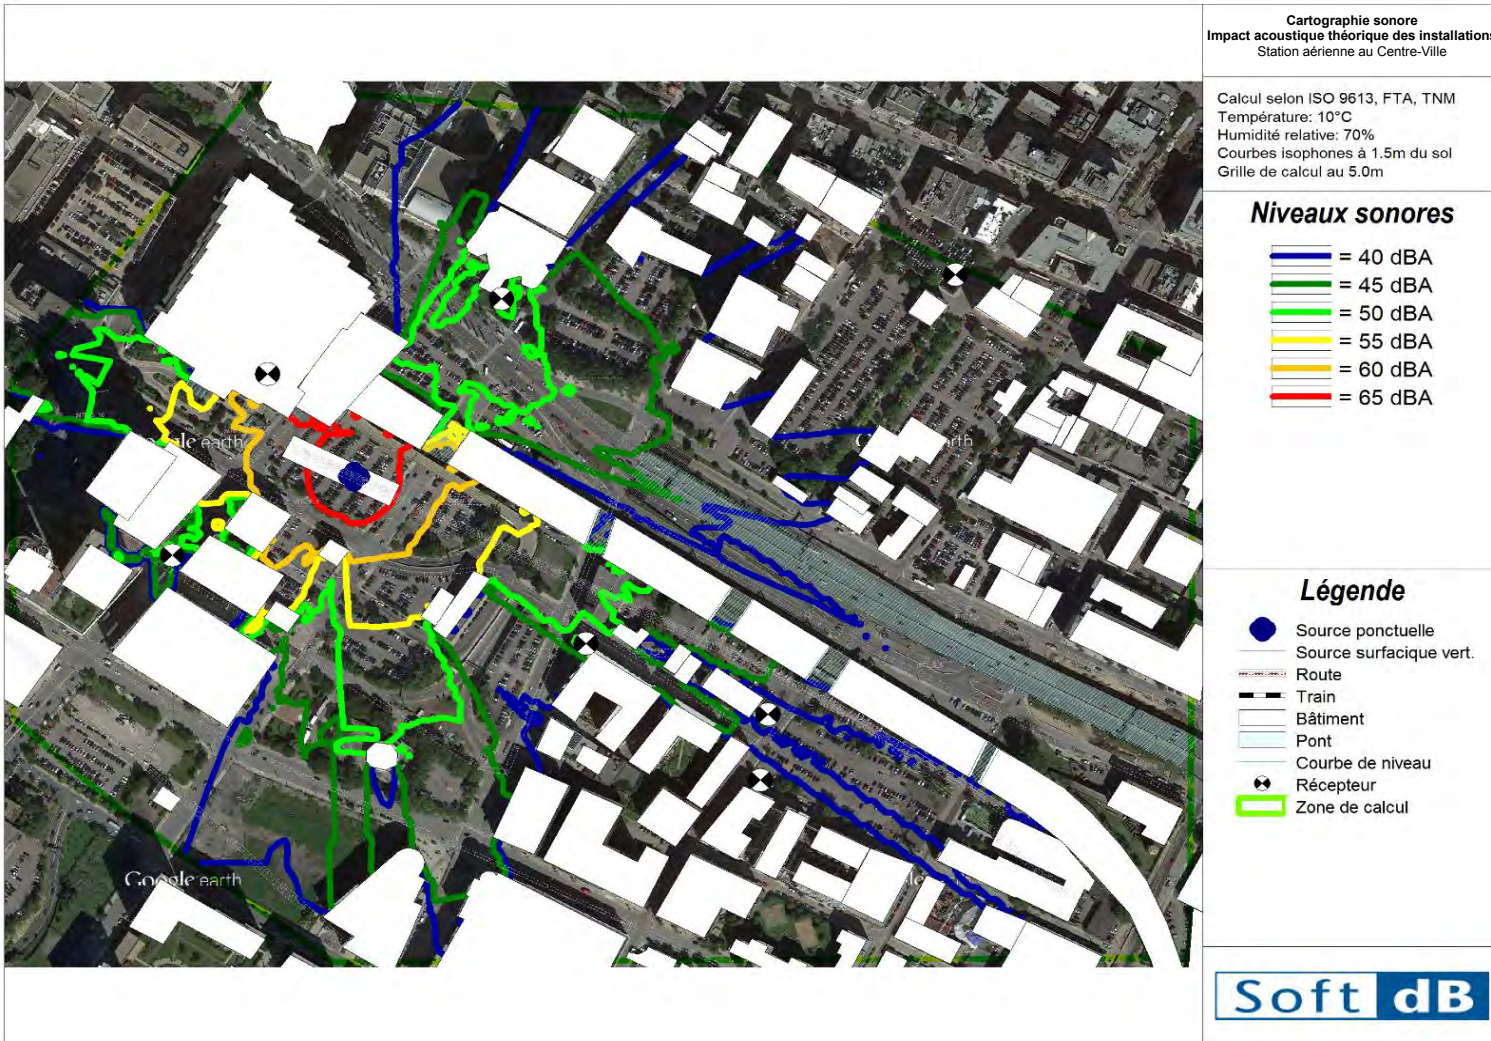 Cartographie sonore
Impact acoustique théorique des installations
Station aérienne au Centre-Ville
Calcul selon ISO 9613, FTA, TNM
Température: 10°C
Humidité relative: 70%
Courbes isophones à 1.5m du sol
Grille de calcul au 5.0m
Niveaux sonores
= 40 dBA
= 45 dBA
= 50 dBA
= 55 dBA
= 60 dBA
= 65 dBA
Google earth
earth
Légende
Source ponctuelle
Source surfacique vert.
Route
Train
Bâtiment
Pont
Courbe de niveau
Récepteur
Zone de calcul
Google earth
Soft dB